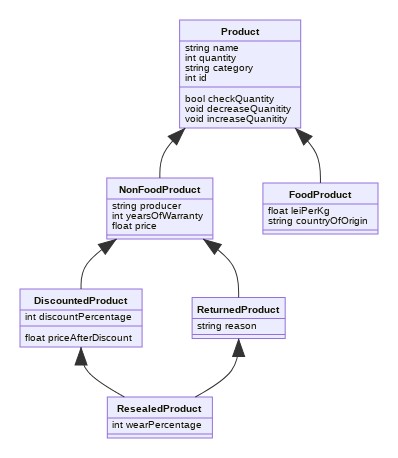 Product
string name
int quantity
string category
int id
bool checkQuantity
void decreaseQuanitity
void increaseQuanitity
NonFoodProduct
string producer
int yearsOfWarranty
float price
FoodProduct
float leiPerKg
string countryOfOrigin
DiscountedProduct
int discountPercentage
float priceAfterDiscount
ReturnedProduct
string reason
ResealedProduct
int wearPercentage